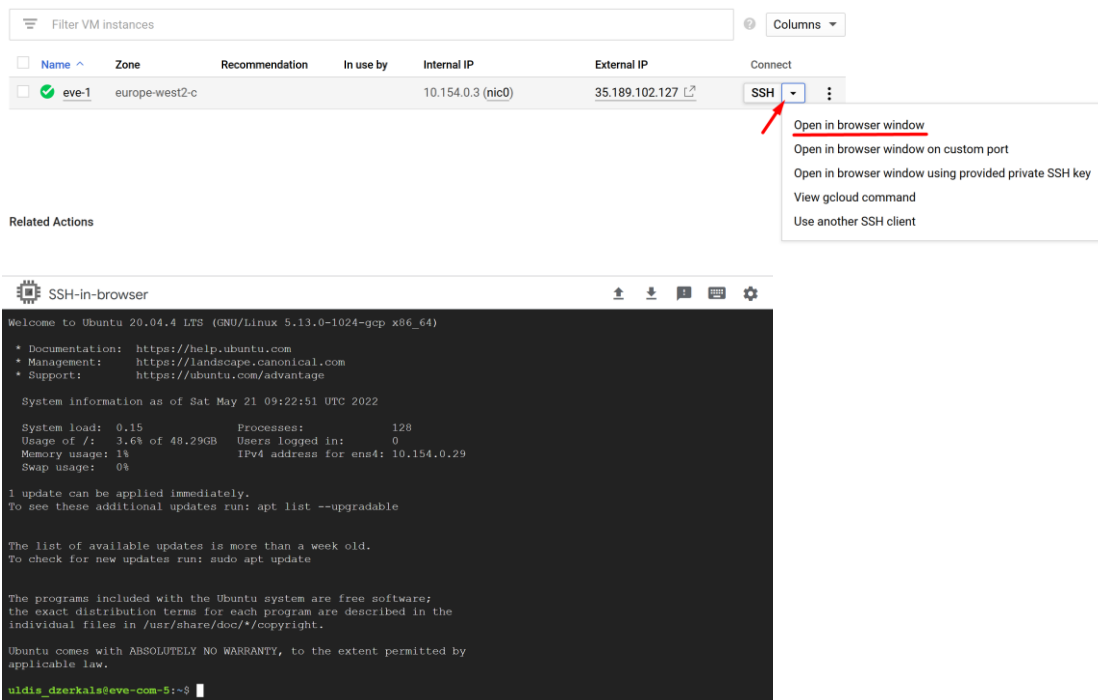 Filter VM instances
Columns
Name Zone Recommendation In use by Internal IP External IP Connect
eve-1 europe-west2-c 10.154.0.3 (nic0) 35.189.102.127 SSH
Open in browser window
Open in browser window on custom port
Open in browser window using provided private SSH key
View gcloud command
Use another SSH client
Related Actions
SSH-in-browser
Welcome to Ubuntu 20.04.4 LTS (GNU/Linux 5.13.0-1024-gcp x86_64)
* Documentation: https://help.ubuntu.com
* Management: https://landscape.canonical.com
* Support: https://ubuntu.com/advantage
System information as of Sat May 21 09:22:51 UTC 2022
System load: 0.15 Processes: 128
Usage of /: 3.6% of 48.29GB Users logged in: 0
Memory usage: 1% IPv4 address for ens4: 10.154.0.29
Swap usage: 0%
1 update can be applied immediately.
To see these additional updates run: apt list --upgradable
The list of available updates is more than a week old.
To check for new updates run: sudo apt update
The programs included with the Ubuntu system are free software;
the exact distribution terms for each program are described in the
individual files in /usr/share/doc/*/copyright.
Ubuntu comes with ABSOLUTELY NO WARRANTY, to the extent permitted by
applicable law.
uldis_dzerkals@eve-com-5:~$